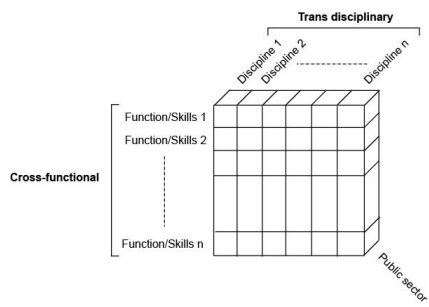 Trans disciplinary
Discipline 1
Discipline 2
Discipline n
Function/Skills 1
Function/Skills 2
Cross-functional
Function/Skills n
Public sector